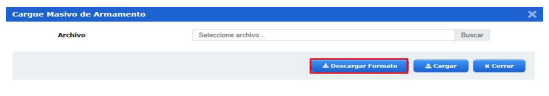 Cargue Masivo de Armamento
Archivo Seleccione archivo... Buscar
Descargar Formato Cargar Cerrar